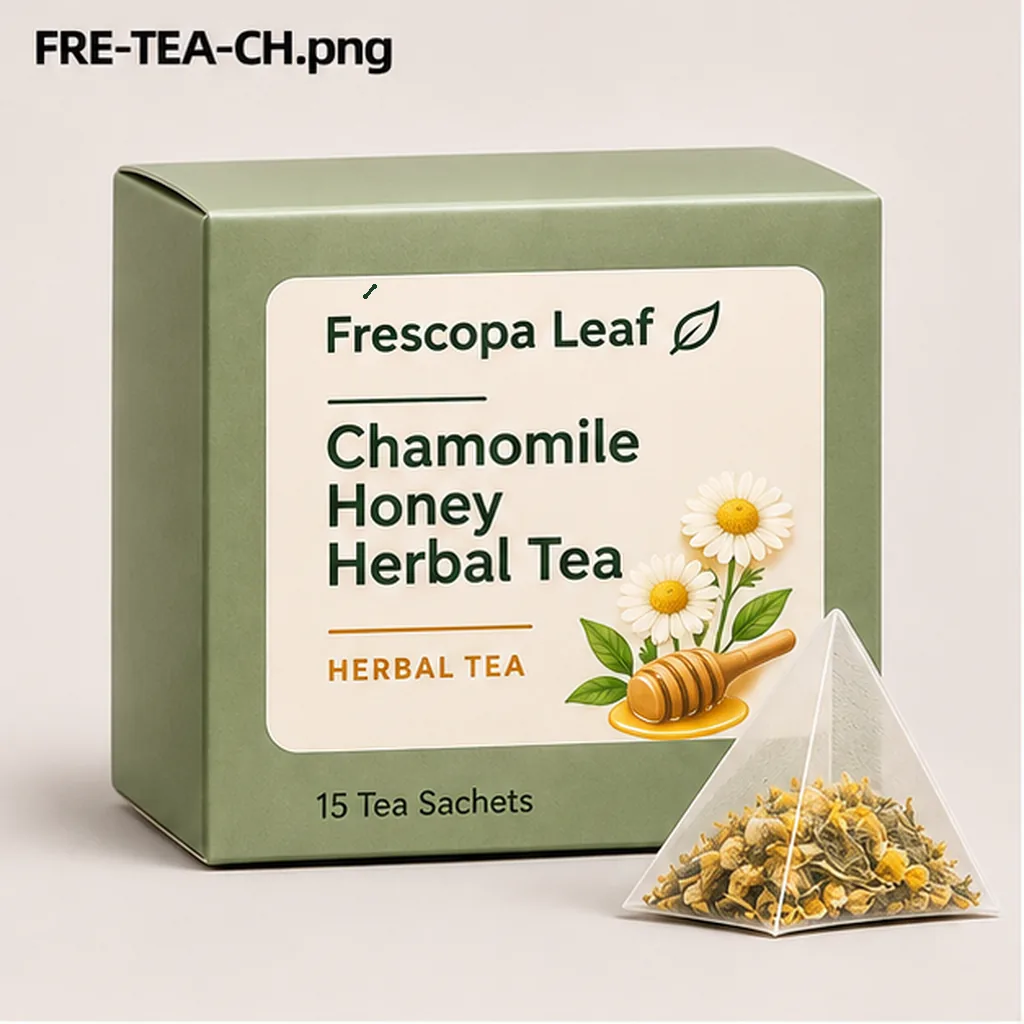 FRE-TEA-CH.png
Frescopa Leaf
Chamomile
Honey
Herbal Tea
HERBAL TEA
15 Tea Sachets